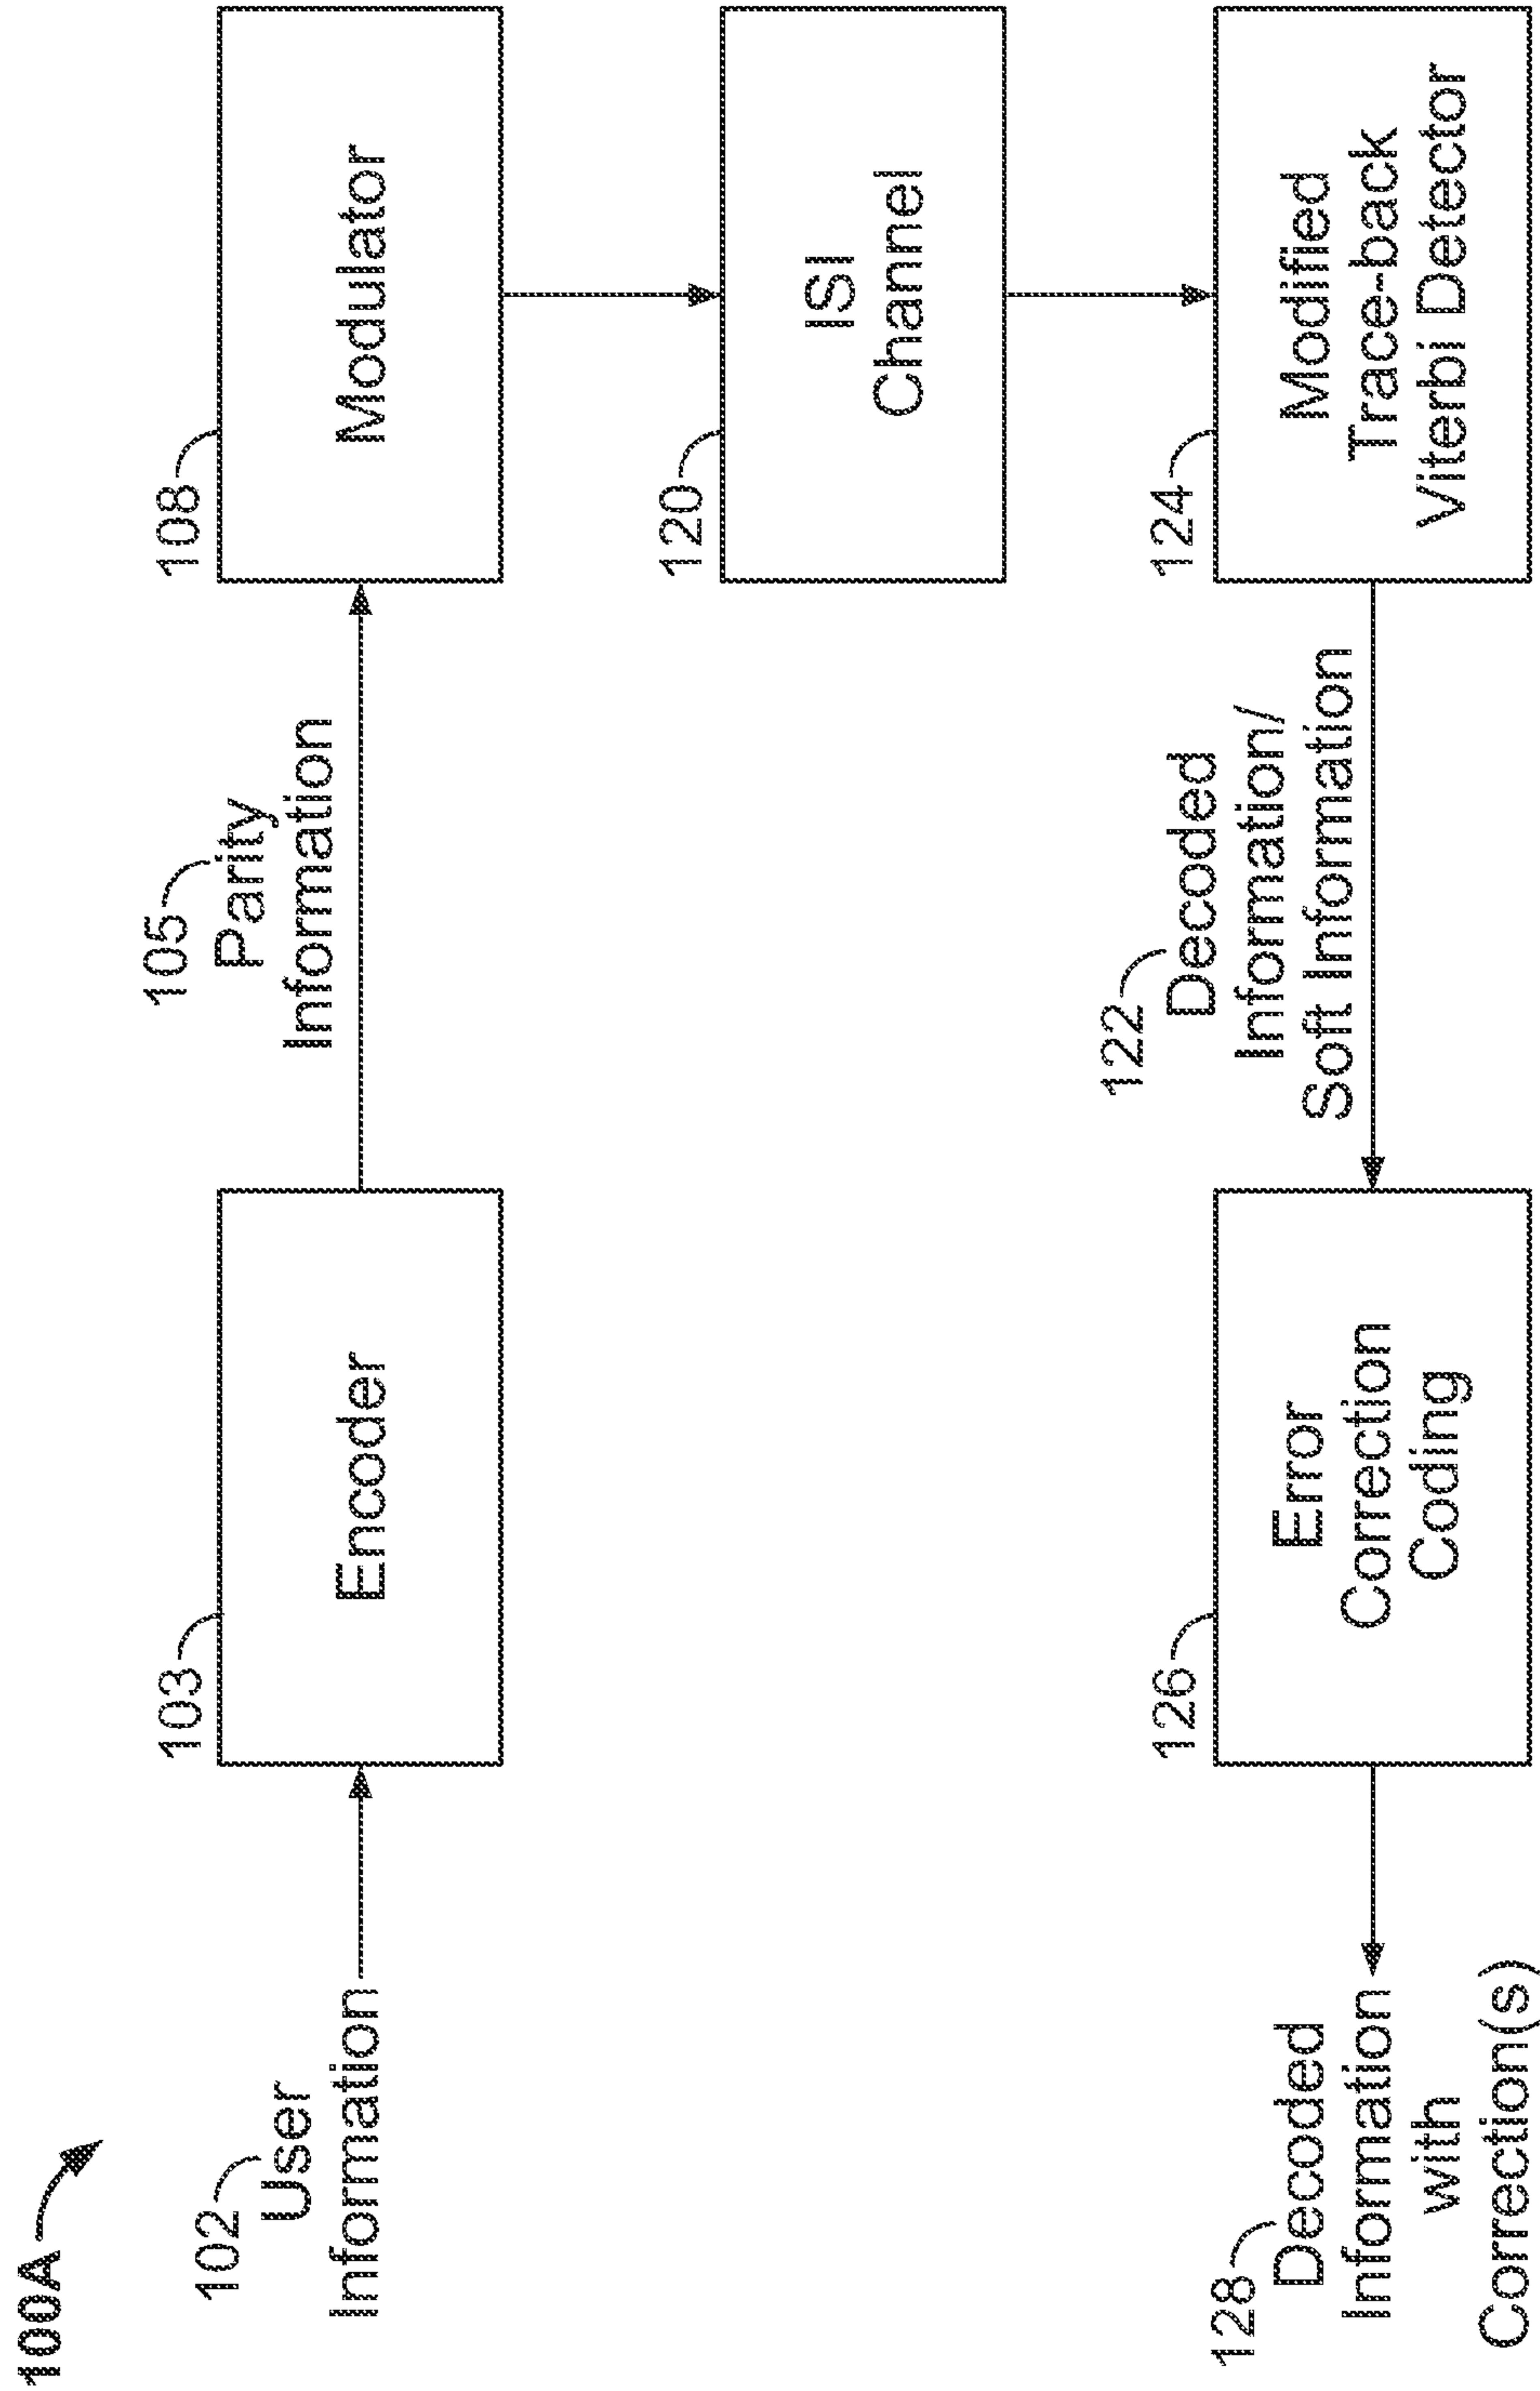 100A
102
User
Information
103
Encoder
105
Parity
Information
108
Modulator
120
ISI
Channel
124
Modified
Trace-back
Viterbi Detector
122
Decoded
Information/
Soft Information
126
Error
Correction
Coding
128
Decoded
Information
with
Correction(s)